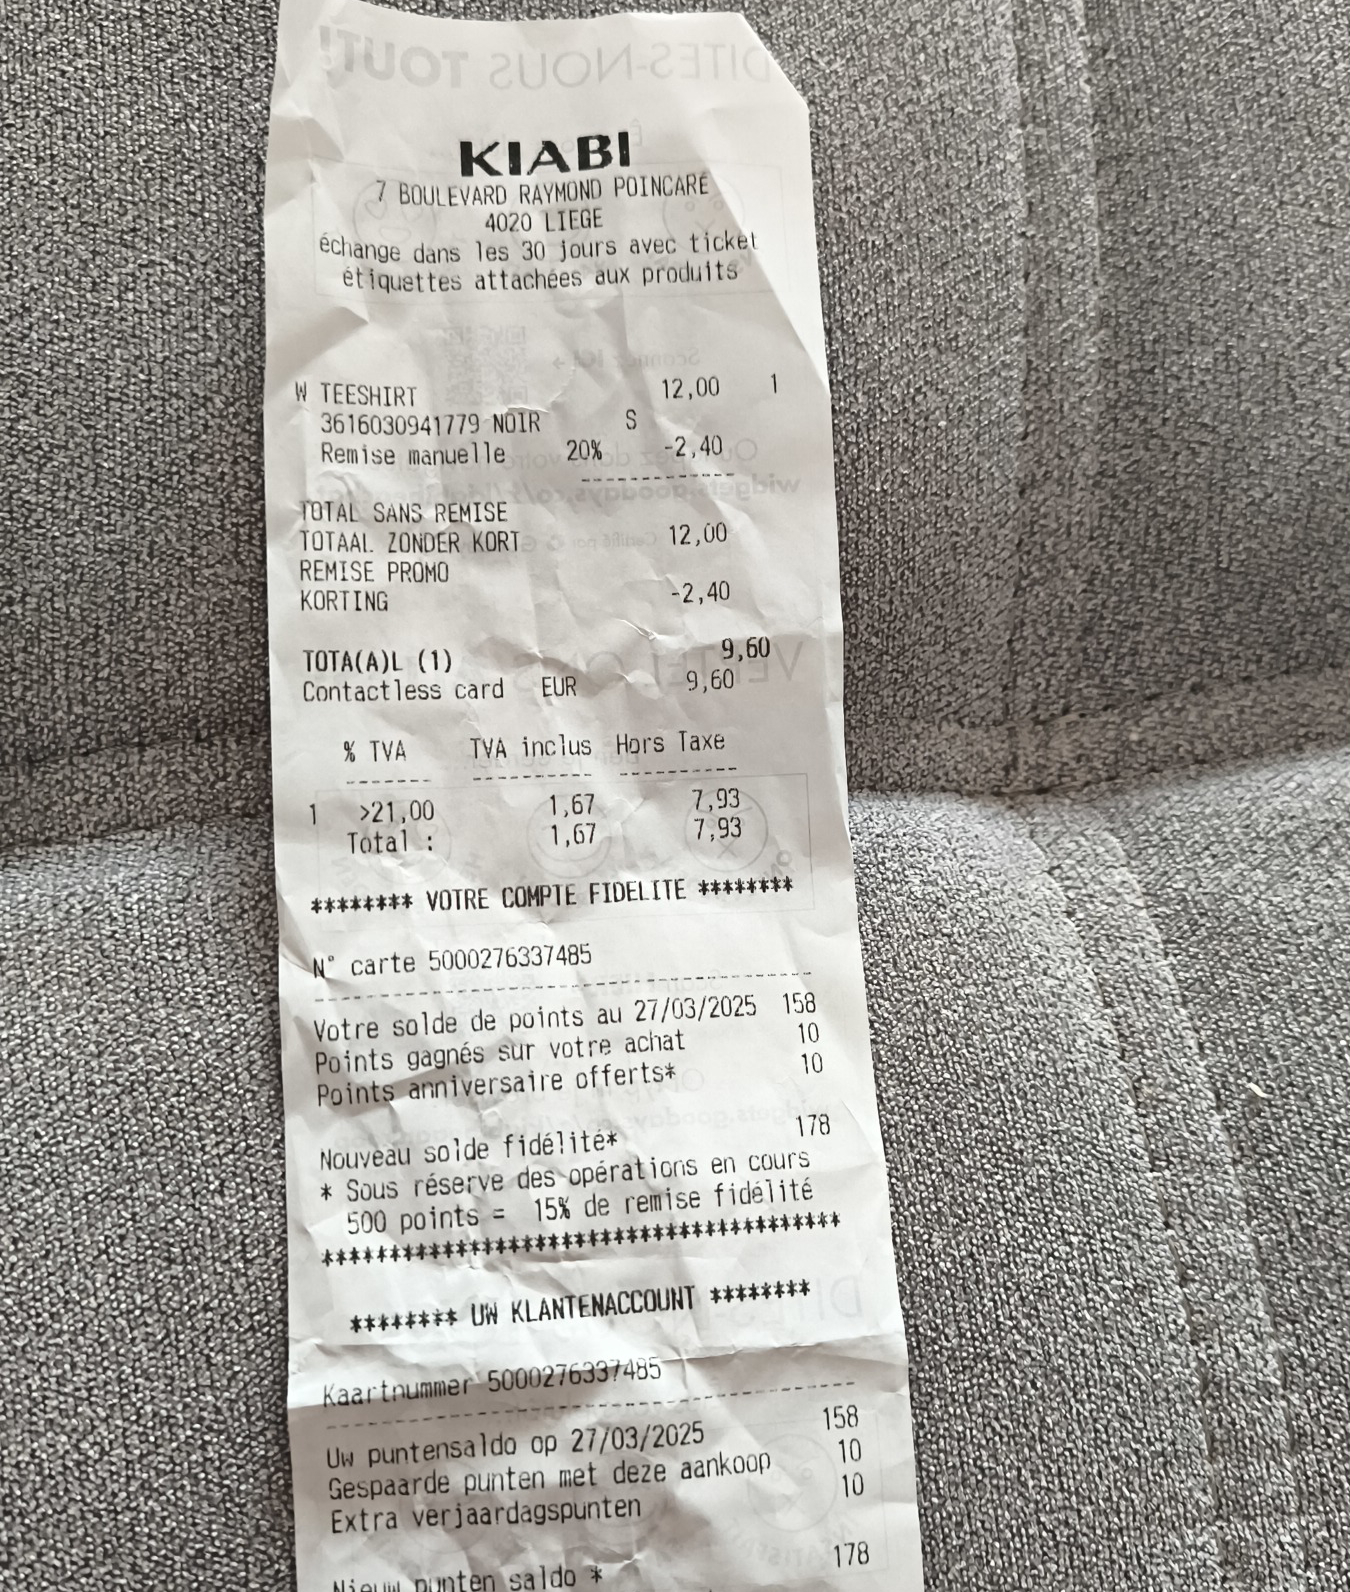 DITES-NOUS TOUT!
KIABI
7 BOULEVARD RAYMOND POINCARÉ
4020 LIEGE
échange dans les 30 jours avec ticket
étiquettes attachées aux produits
W TEESHIRT 12,00 1
3616030941779 NOIR S
Remise manuelle 20% -2,40
TOTAL SANS REMISE
TOTAAL ZONDER KORT 12,00
REMISE PROMO
KORTING -2,40
TOTA(A)L (1) 9,60
Contactless card EUR 9,60
% TVA TVA inclus Hors Taxe
1 >21,00 1,67 7,93
Total : 1,67 7,93
******** VOTRE COMPTE FIDELITE ********
N° carte 5000276337485
Votre solde de points au 27/03/2025 158
Points gagnés sur votre achat 10
Points anniversaire offerts* 10
Nouveau solde fidélité* 178
* Sous réserve des opérations en cours
500 points = 15% de remise fidélité
***************************************
******** UW KLANTENACCOUNT ********
Kaartnummer 5000276337485
Uw puntensaldo op 27/03/2025 158
Gespaarde punten met deze aankoop 10
Extra verjaardagspunten 10
Nieuw punten saldo * 178